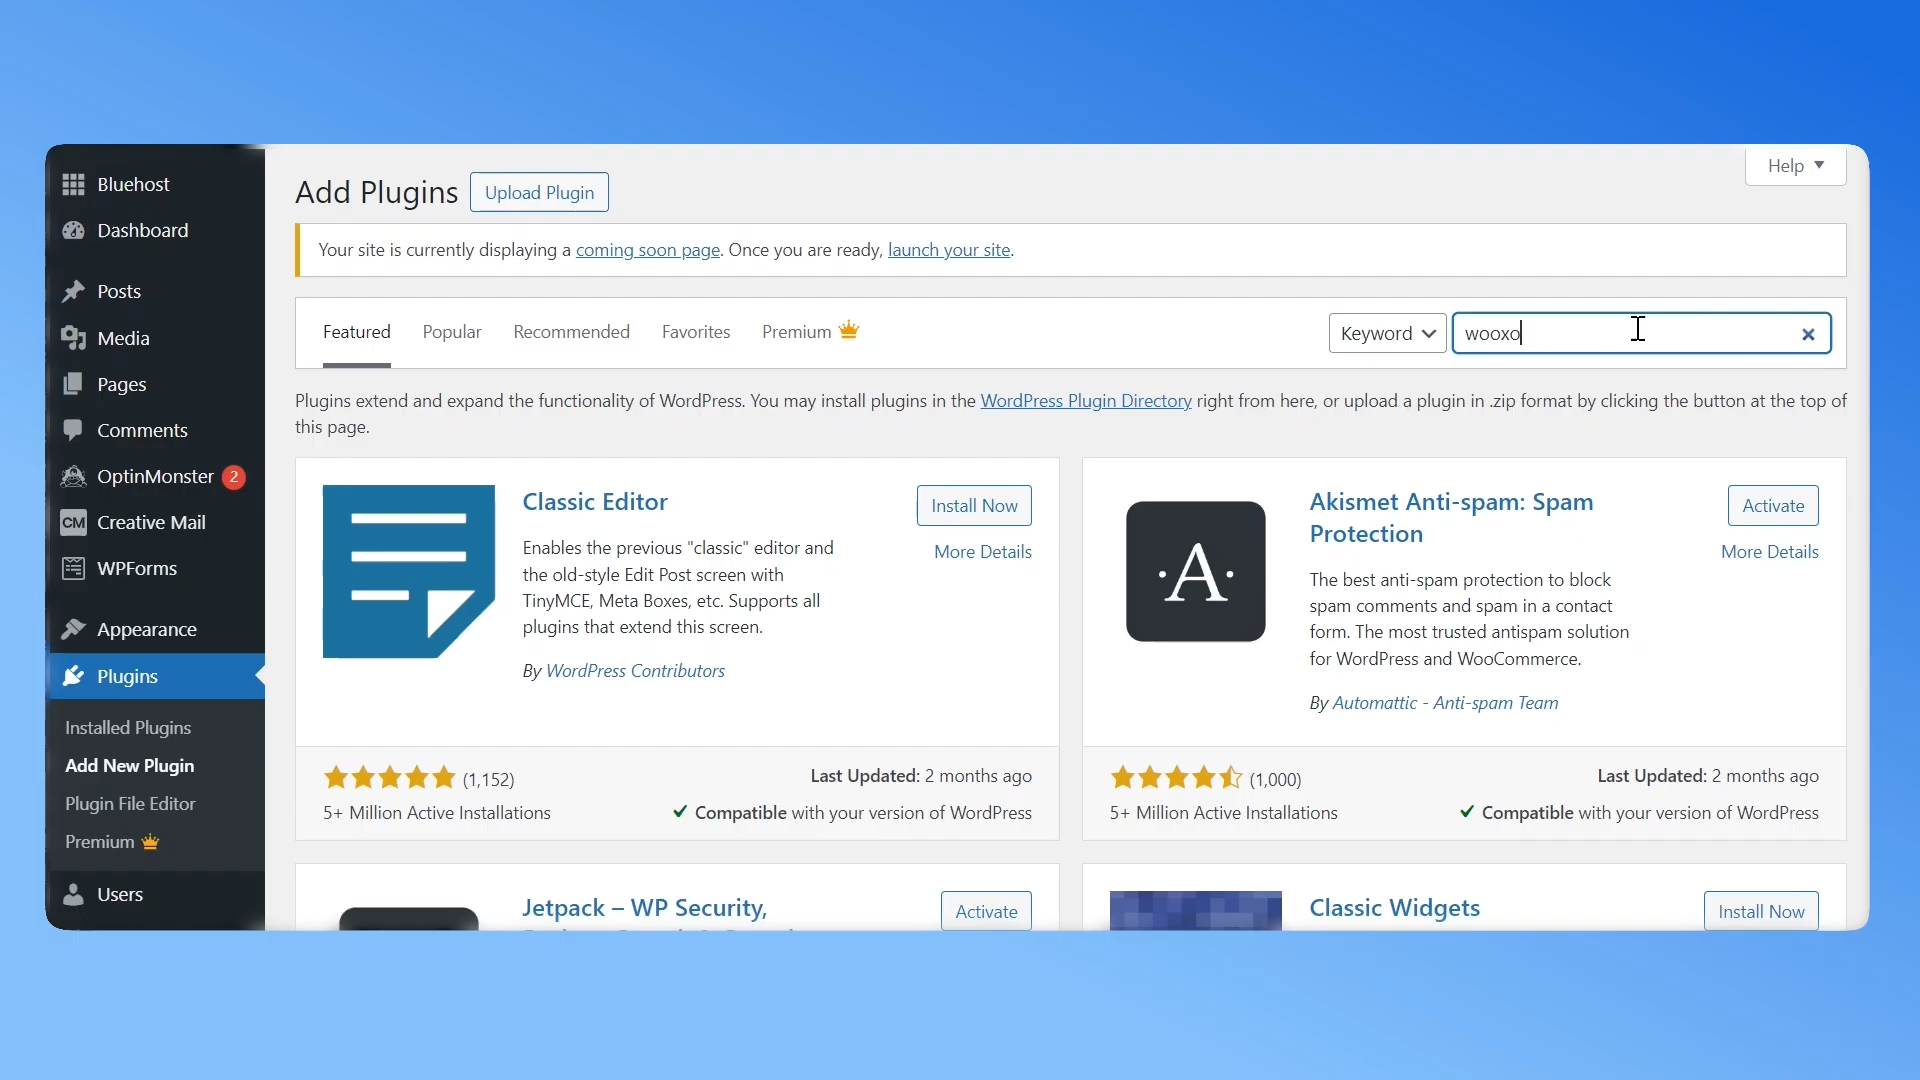 Bluehost
Dashboard
Posts
Media
Pages
Comments
OptinMonster 2
CM Creative Mail
WPForms
Appearance
Plugins
Installed Plugins
Add New Plugin
Plugin File Editor
Premium
Users
Help
Add Plugins
Upload Plugin
Your site is currently displaying a coming soon page. Once you are ready, launch your site.
Featured Popular Recommended Favorites Premium
Keyword
wooxo
Plugins extend and expand the functionality of WordPress. You may install plugins in the WordPress Plugin Directory right from here, or upload a plugin in .zip format by clicking the button at the top of
this page.
Classic Editor
Install Now
More Details
Enables the previous "classic" editor and
the old-style Edit Post screen with
TinyMCE, Meta Boxes, etc. Supports all
plugins that extend this screen.
By WordPress Contributors
(1,152)
Last Updated: 2 months ago
5+ Million Active Installations
Compatible with your version of WordPress
·A·
Akismet Anti-spam: Spam
Protection
Activate
More Details
The best anti-spam protection to block
spam comments and spam in a contact
form. The most trusted antispam solution
for WordPress and WooCommerce.
By Automattic - Anti-spam Team
(1,000)
Last Updated: 2 months ago
5+ Million Active Installations
Compatible with your version of WordPress
Jetpack – WP Security,
Activate
Classic Widgets
Install Now